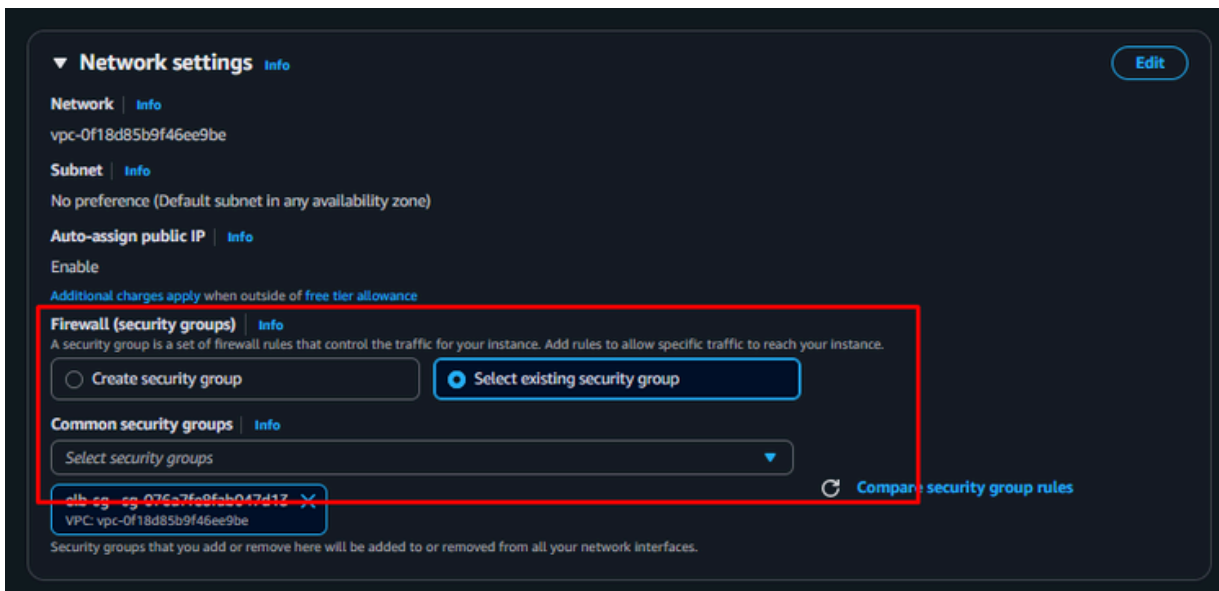 Network settings Info
Edit
Network Info
vpc-0f18d85b9f46ee9be
Subnet Info
No preference (Default subnet in any availability zone)
Auto-assign public IP Info
Enable
Additional charges apply when outside of free tier allowance
Firewall (security groups) Info
A security group is a set of firewall rules that control the traffic for your instance. Add rules to allow specific traffic to reach your instance.
Create security group
Select existing security group
Common security groups Info
Select security groups
elb-sg sg-076a7fe8fab047d13
VPC: vpc-0f18d85b9f46ee9be
Compare security group rules
Security groups that you add or remove here will be added to or removed from all your network interfaces.